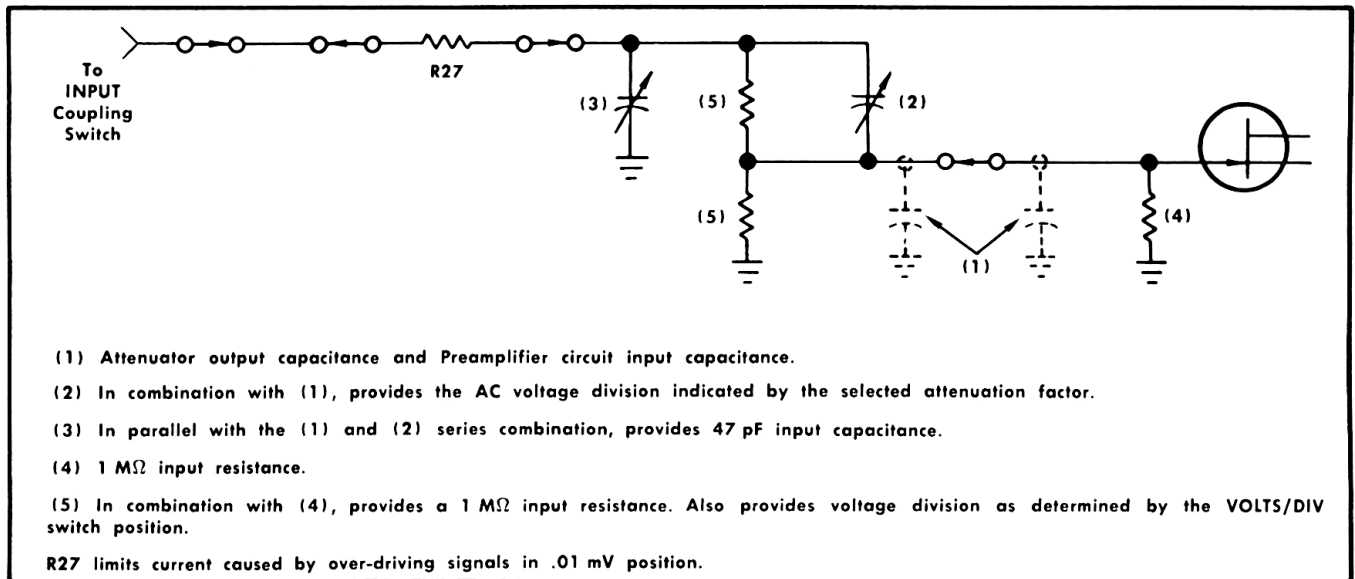 To
INPUT
Coupling
Switch
R27
(3)
(5)
(2)
(5)
(1)
(4)
(1) Attenuator output capacitance and Preamplifier circuit input capacitance.
(2) In combination with (1), provides the AC voltage division indicated by the selected attenuation factor.
(3) In parallel with the (1) and (2) series combination, provides 47 pF input capacitance.
(4) 1 MΩ input resistance.
(5) In combination with (4), provides a 1 MΩ input resistance. Also provides voltage division as determined by the VOLTS/DIV
switch position.
R27 limits current caused by over-driving signals in .01 mV position.